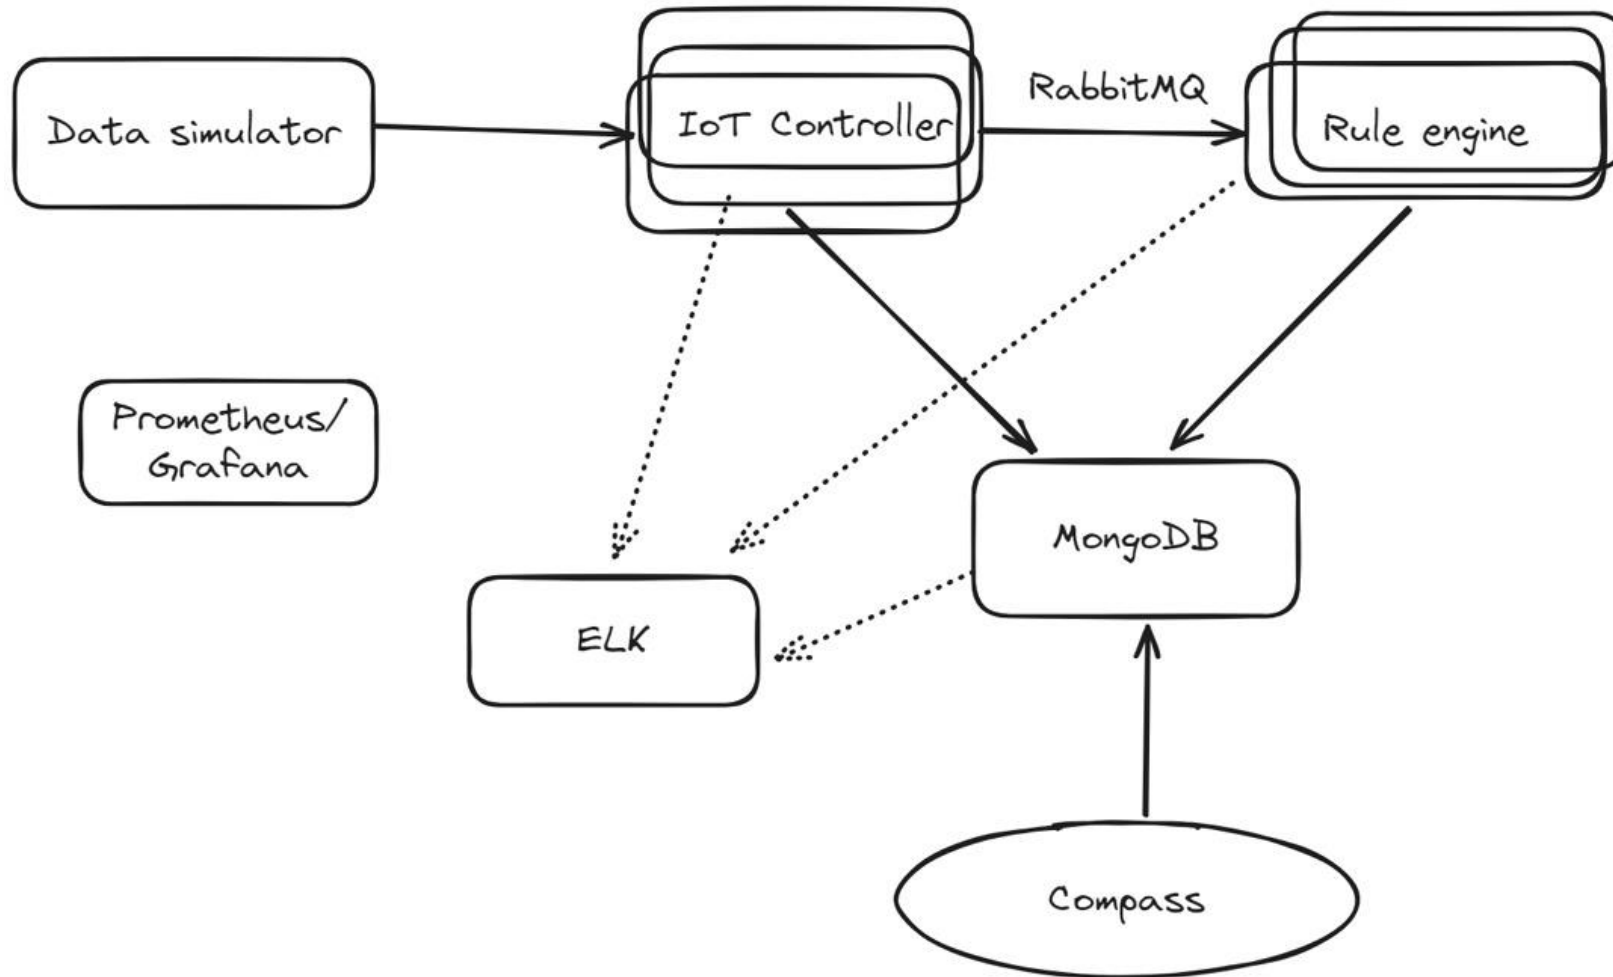 RabbitMQ
Data simulator
IoT Controller
Rule engine
Prometheus/
Grafana
MongoDB
ELK
Compass